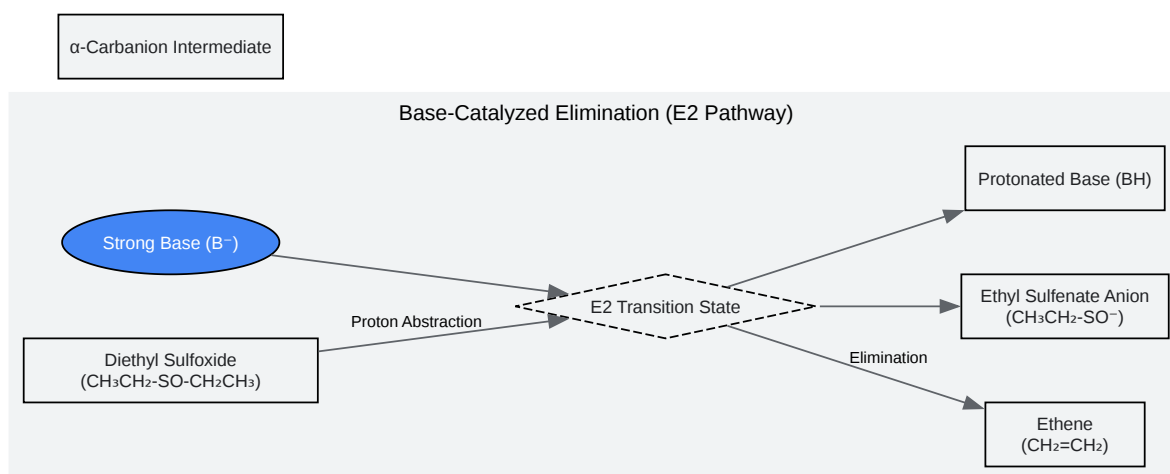 α-Carbanion Intermediate
Base-Catalyzed Elimination (E2 Pathway)
Protonated Base (BH)
Strong Base (B⁻)
Ethyl Sulfenate Anion
(CH₃CH₂-SO⁻)
E2 Transition State
Proton Abstraction
Diethyl Sulfoxide
(CH₃CH₂-SO-CH₂CH₃)
Elimination
Ethene
(CH₂=CH₂)